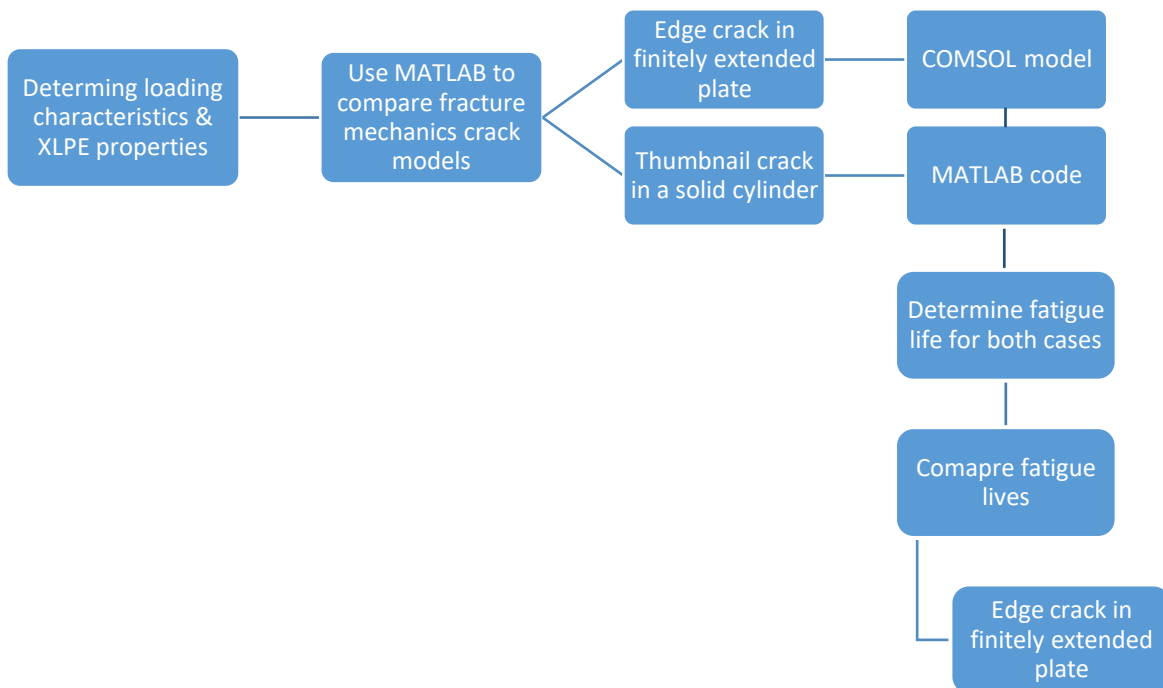 Determing loading
characteristics &
XLPE properties
Use MATLAB to
compare fracture
mechanics crack
models
Edge crack in
finitely extended
plate
COMSOL model
Thumbnail crack
in a solid cylinder
MATLAB code
Determine fatigue
life for both cases
Comapre fatigue
lives
Edge crack in
finitely extended
plate